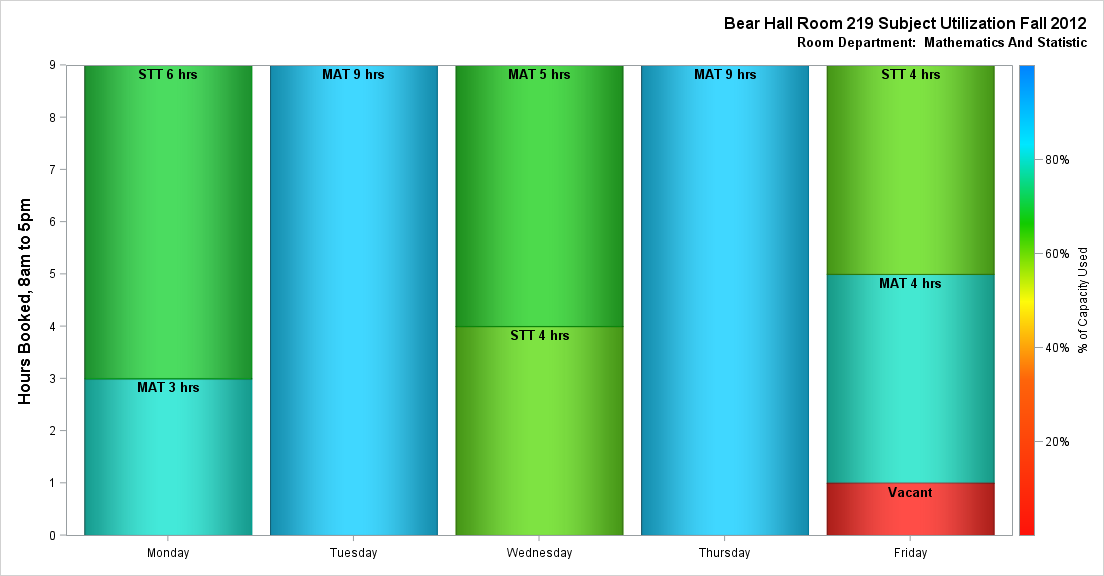 Bear Hall Room 219 Subject Utilization Fall 2012
Room Department:  Mathematics And Statistic
Hours Booked, 8am to 5pm
9
8
7
6
5
4
3
2
1
0
STT 6 hrs
MAT 3 hrs
MAT 9 hrs
MAT 5 hrs
STT 4 hrs
MAT 9 hrs
STT 4 hrs
MAT 4 hrs
Vacant
Monday
Tuesday
Wednesday
Thursday
Friday
80%
60%
40%
20%
% of Capacity Used